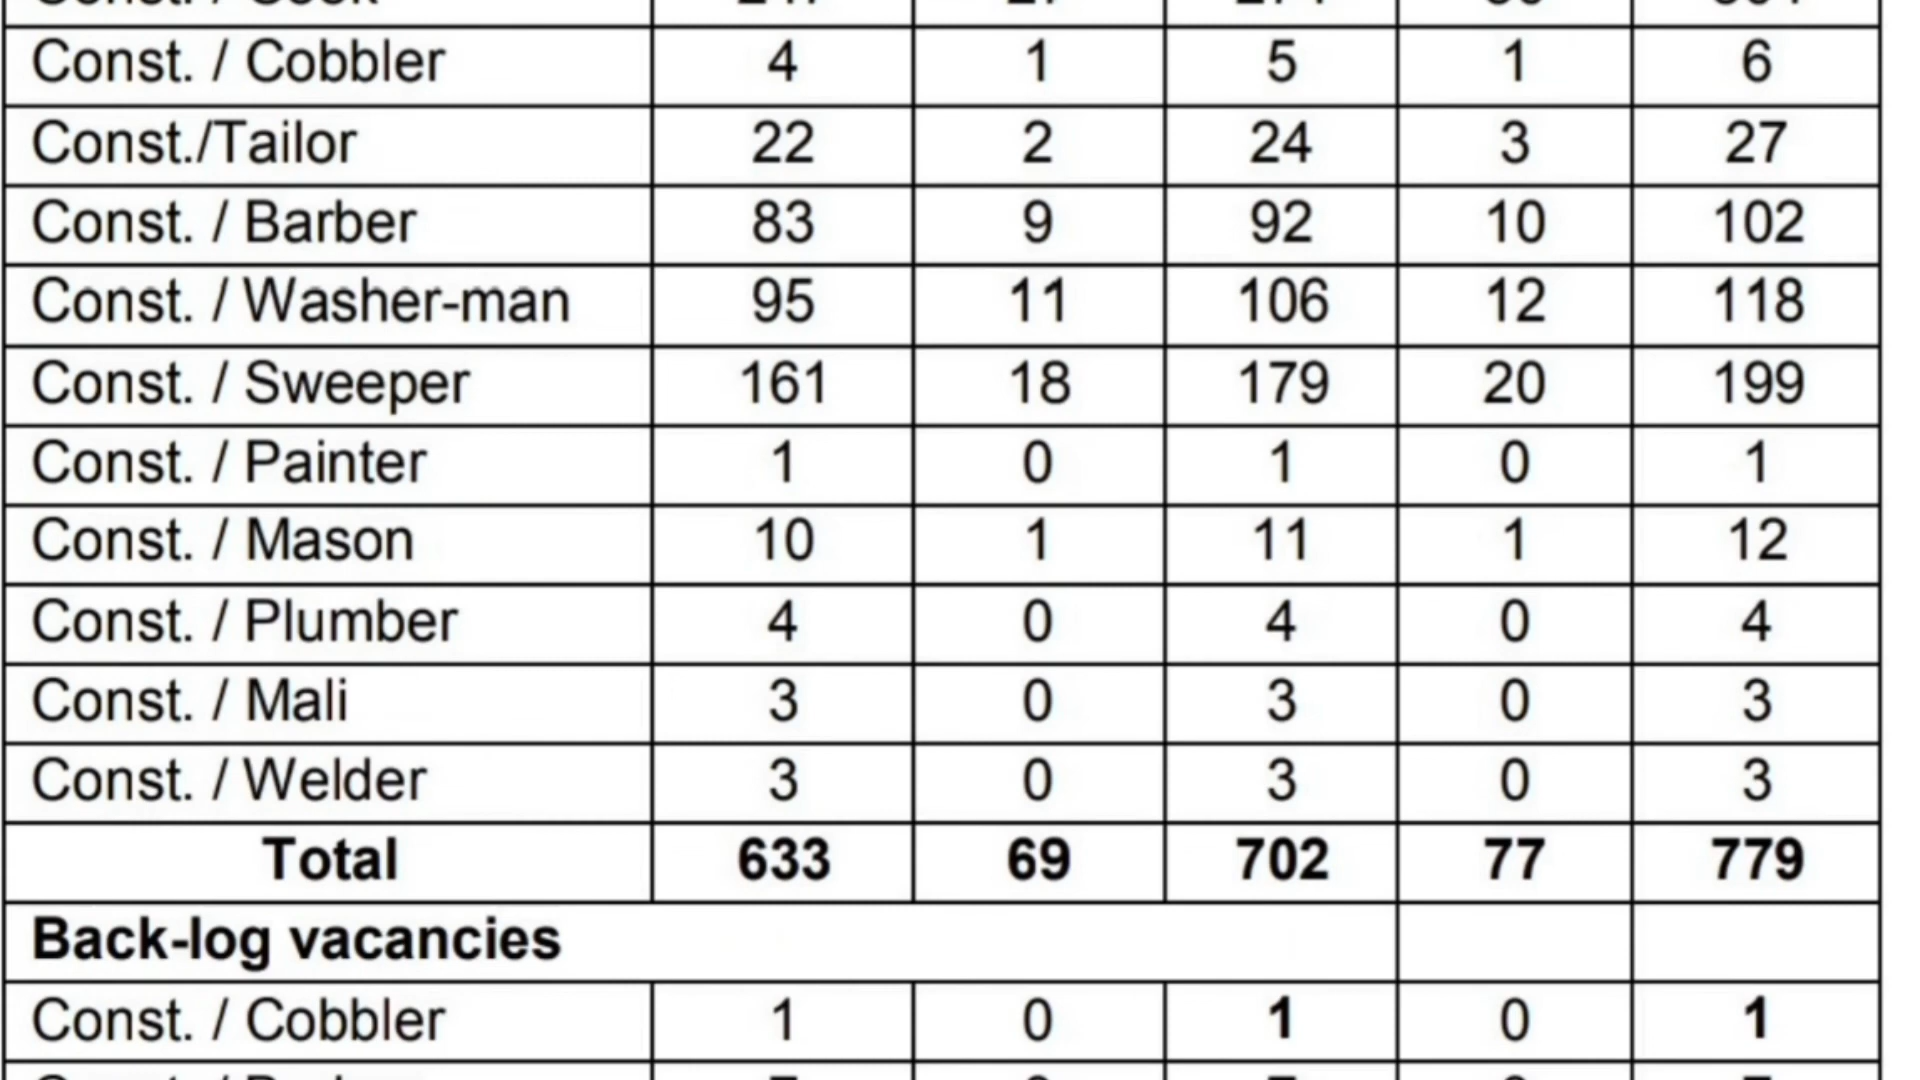 Const. / Cobbler 4 1 5 1 6
Const./Tailor 22 2 24 3 27
Const. / Barber 83 9 92 10 102
Const. / Washer-man 95 11 106 12 118
Const. / Sweeper 161 18 179 20 199
Const. / Painter 1 0 1 0 1
Const. / Mason 10 1 11 1 12
Const. / Plumber 4 0 4 0 4
Const. / Mali 3 0 3 0 3
Const. / Welder 3 0 3 0 3
Total 633 69 702 77 779
Back-log vacancies
Const. / Cobbler 1 0 1 0 1